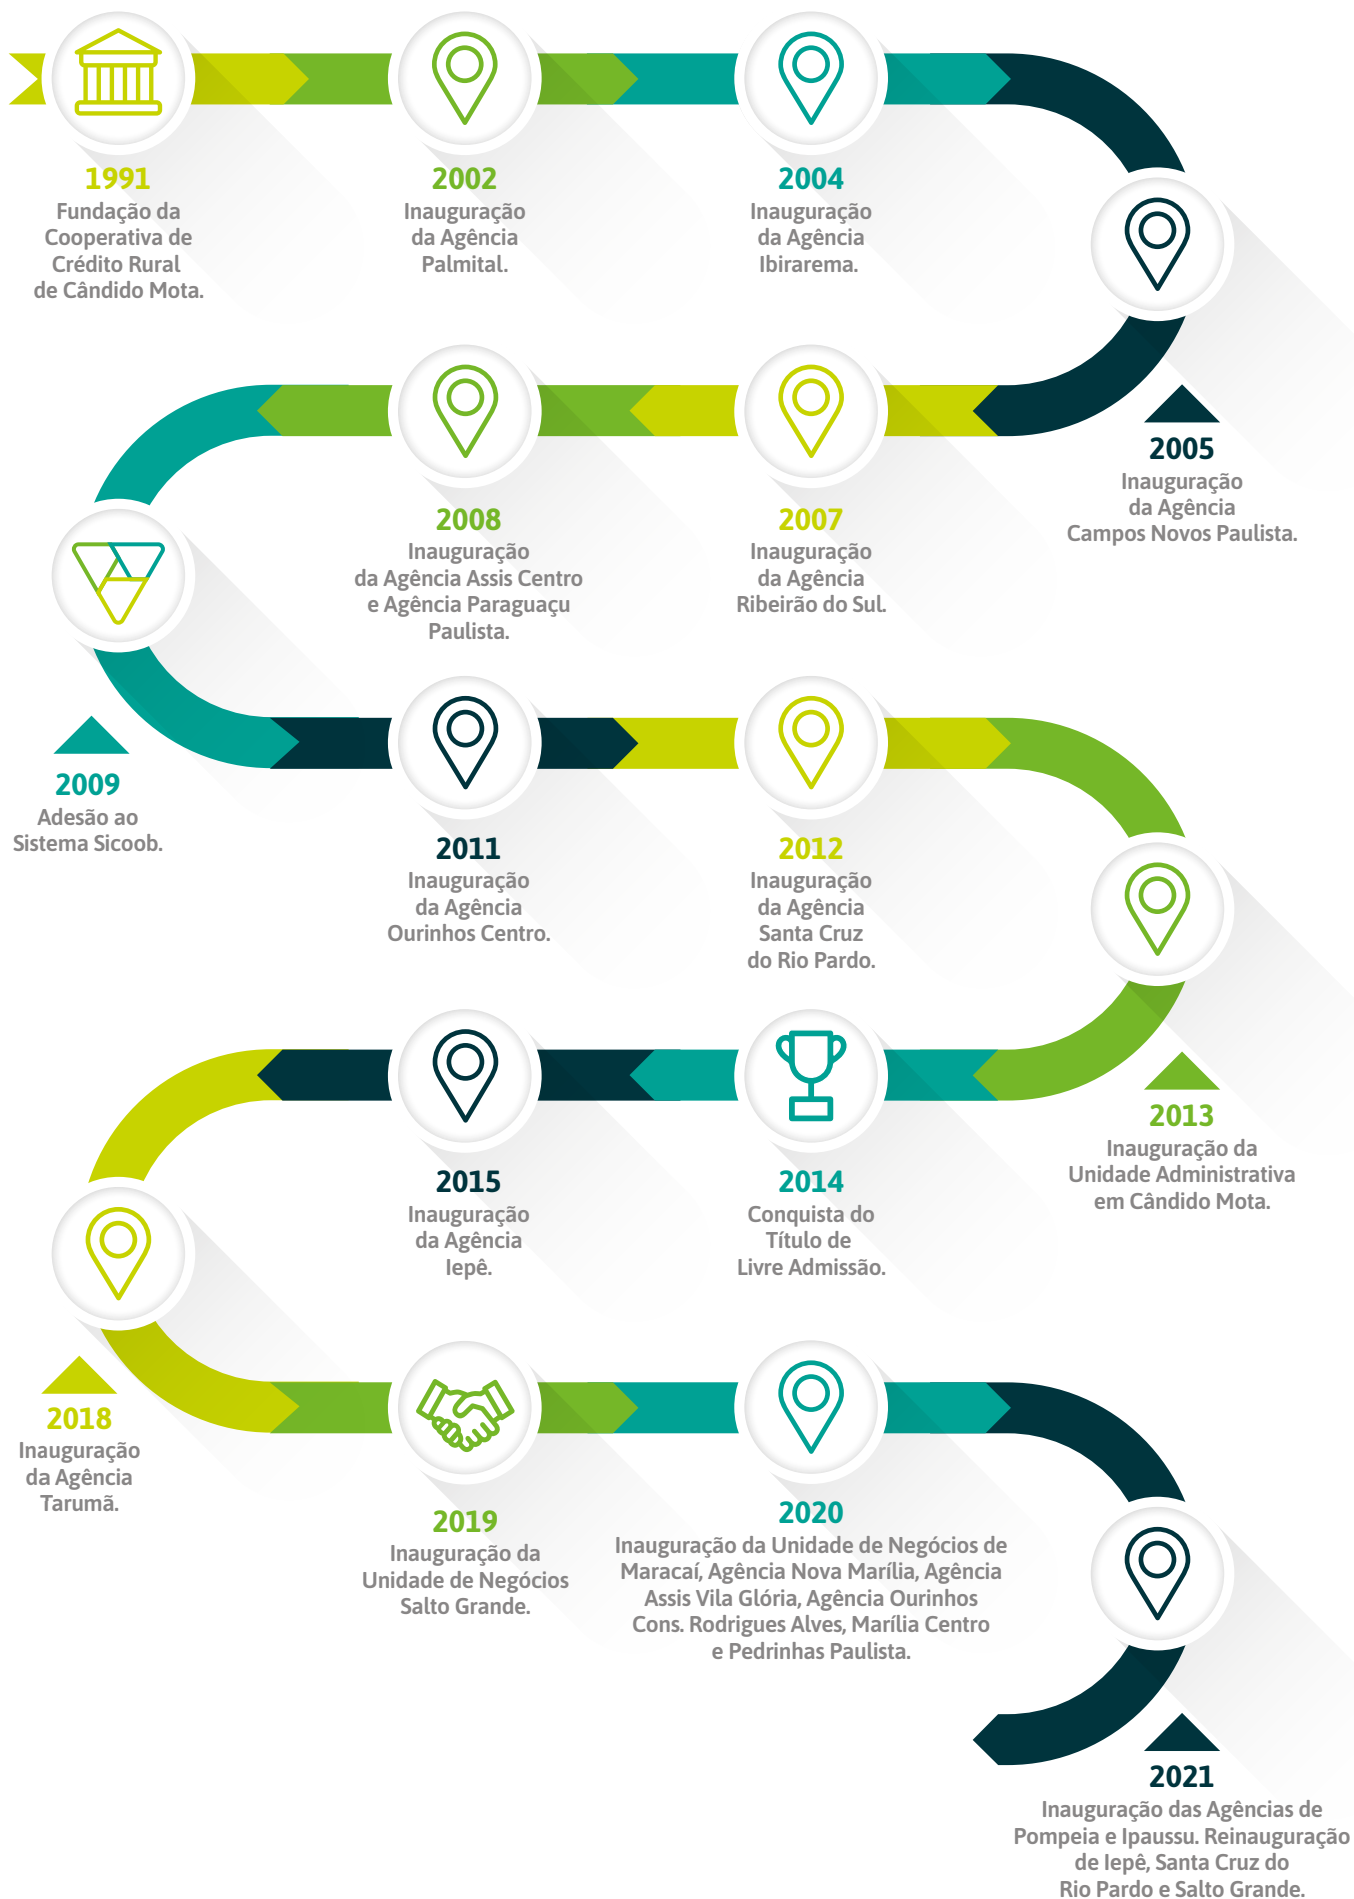 1991
Fundação da
Cooperativa de
Crédito Rural
de Cândido Mota.
2002
Inauguração
da Agência
Palmital.
2004
Inauguração
da Agência
Ibirarema.
2005
Inauguração
da Agência
Campos Novos Paulista.
2007
Inauguração
da Agência
Ribeirão do Sul.
2008
Inauguração
da Agência Assis Centro
e Agência Paraguaçu
Paulista.
2009
Adesão ao
Sistema Sicoob.
2011
Inauguração
da Agência
Ourinhos Centro.
2012
Inauguração
da Agência
Santa Cruz
do Rio Pardo.
2013
Inauguração da
Unidade Administrativa
em Cândido Mota.
2014
Conquista do
Título de
Livre Admissão.
2015
Inauguração
da Agência
Iepê.
2018
Inauguração
da Agência
Tarumã.
2019
Inauguração da
Unidade de Negócios
Salto Grande.
2020
Inauguração da Unidade de Negócios de
Maracaí, Agência Nova Marília, Agência
Assis Vila Glória, Agência Ourinhos
Cons. Rodrigues Alves, Marília Centro
e Pedrinhas Paulista.
2021
Inauguração das Agências de
Pompeia e Ipaussu. Reinauguração
de Iepê, Santa Cruz do
Rio Pardo e Salto Grande.